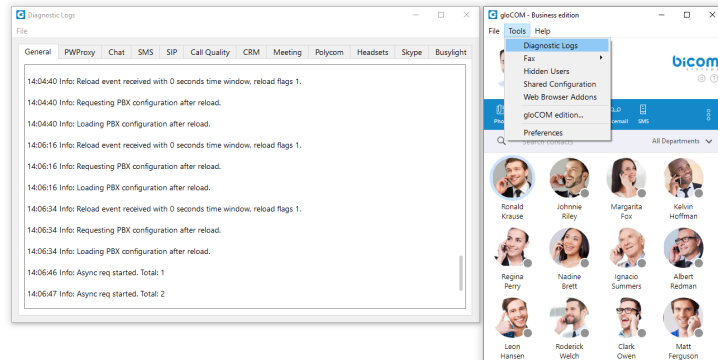 Diagnostic Logs
File
General PWProxy Chat SMS SIP Call Quality CRM Meeting Polycom Headsets Skype Busylight
14:04:40 Info: Reload event received with 0 seconds time window, reload flags 1.
14:04:40 Info: Requesting PBX configuration after reload.
14:04:40 Info: Loading PBX configuration after reload.
14:06:16 Info: Reload event received with 0 seconds time window, reload flags 1.
14:06:16 Info: Requesting PBX configuration after reload.
14:06:16 Info: Loading PBX configuration after reload.
14:06:34 Info: Reload event received with 0 seconds time window, reload flags 1.
14:06:34 Info: Requesting PBX configuration after reload.
14:06:34 Info: Loading PBX configuration after reload.
14:06:46 Info: Async req started. Total: 1
14:06:47 Info: Async req started. Total: 2
gloCOM - Business edition
File Tools Help
Diagnostic Logs
Fax
Hidden Users
Shared Configuration
Web Browser Addons
gloCOM edition...
Preferences
bicom
SYSTEMS
Pho
cemail SMS
Search contacts All Departments
Ronald Krause
Johnnie Riley
Margarita Fox
Kelvin Hoffman
Regina Perry
Nadine Brett
Ignacio Summers
Albert Redman
Leon Hansen
Roderick Welch
Clark Owen
Matt Ferguson